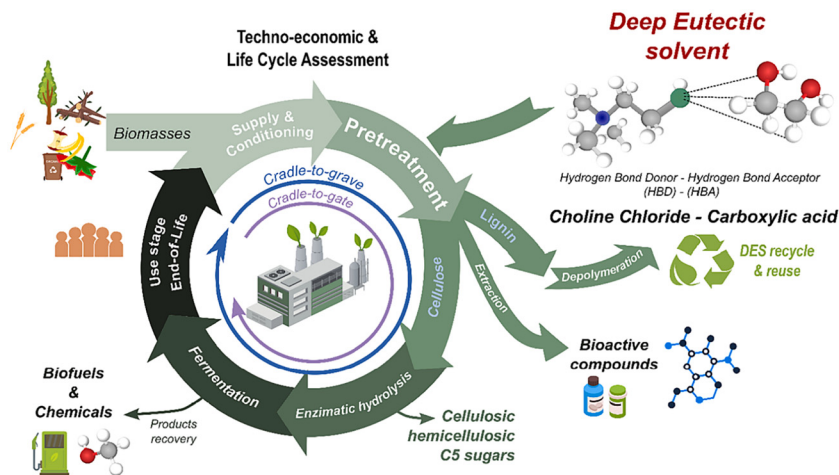 Techno-economic &
Life Cycle Assessment
Deep Eutectic
solvent
Biomasses
Supply &
Conditioning
Pretreatment
Cradle-to-grave
Cradle-to-gate
Hydrogen Bond Donor - Hydrogen Bond Acceptor
(HBD) - (HBA)
Choline Chloride - Carboxylic acid
Lignin
Depolymeration
DES recycle
& reuse
Use stage
End-of-Life
Cellulose
Extraction
Bioactive
compounds
Fermentation
Enzimatic hydrolysis
Biofuels
&
Chemicals
Products
recovery
Cellulosic
hemicellulosic
C5 sugars